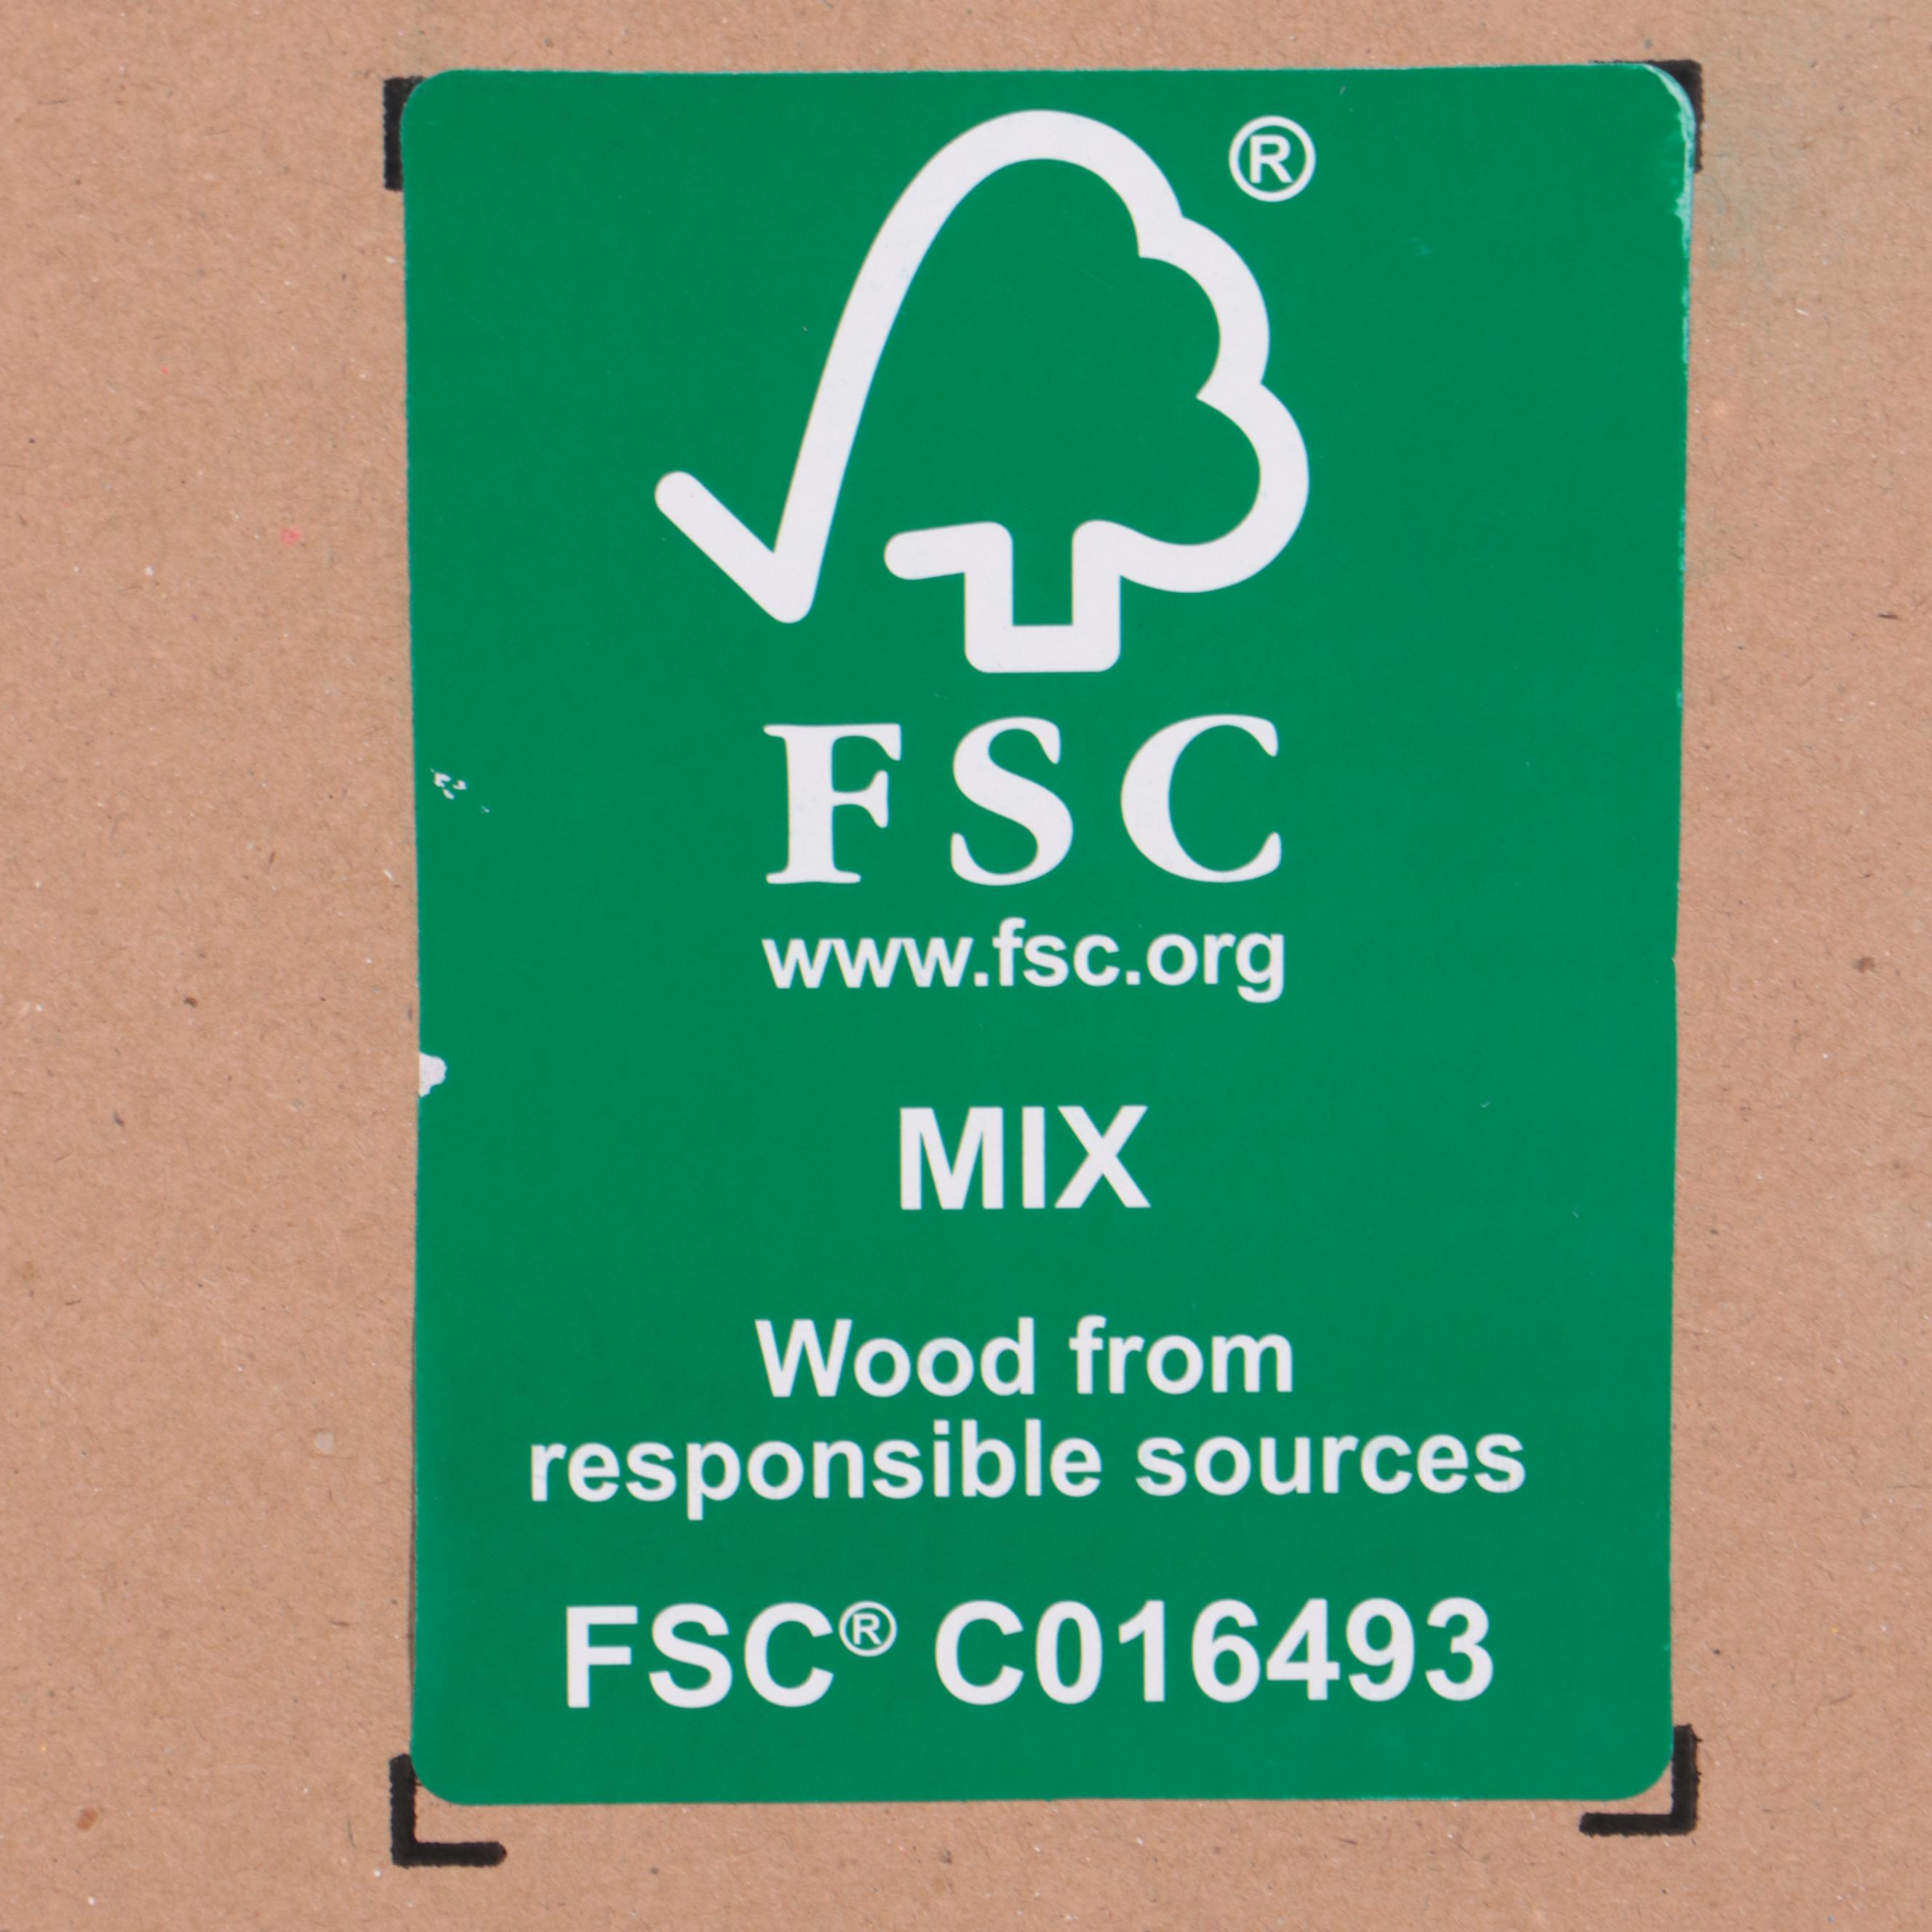 ®
FSC
www.fsc.org
MIX
Wood from
responsible sources
FSC® C016493